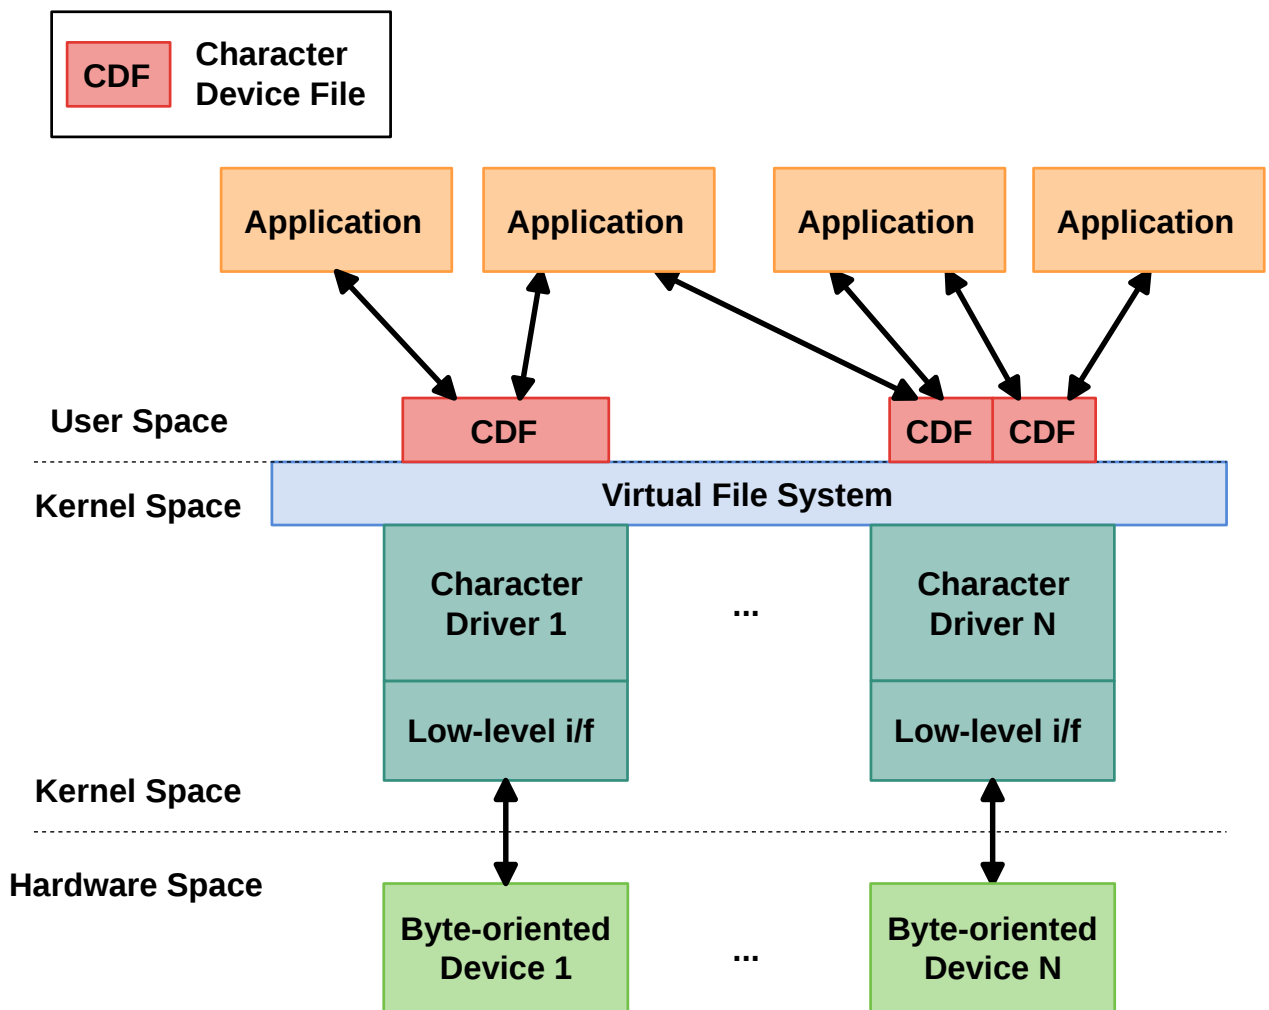 CDF
Character
Device File
Application
Application
Application
Application
User Space
CDF
CDF
CDF
Kernel Space
Virtual File System
Character
Driver 1
...
Character
Driver N
Low-level i/f
Low-level i/f
Kernel Space
Hardware Space
Byte-oriented
Device 1
...
Byte-oriented
Device N